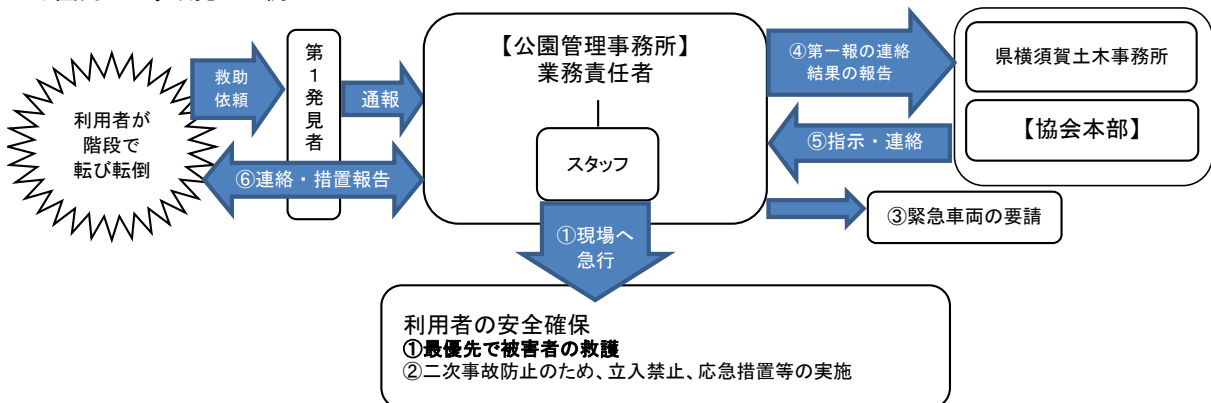 利用者が
階段で
転び転倒
救助
依頼
第
1
発
見
者
通報
⑥連絡・措置報告
【公園管理事務所】
業務責任者
スタッフ
④第一報の連絡
結果の報告
⑤指示・連絡
県横須賀土木事務所
【協会本部】
③緊急車両の要請
①現場へ
急行
利用者の安全確保
①最優先で被害者の救護
②二次事故防止のため、立入禁止、応急措置等の実施